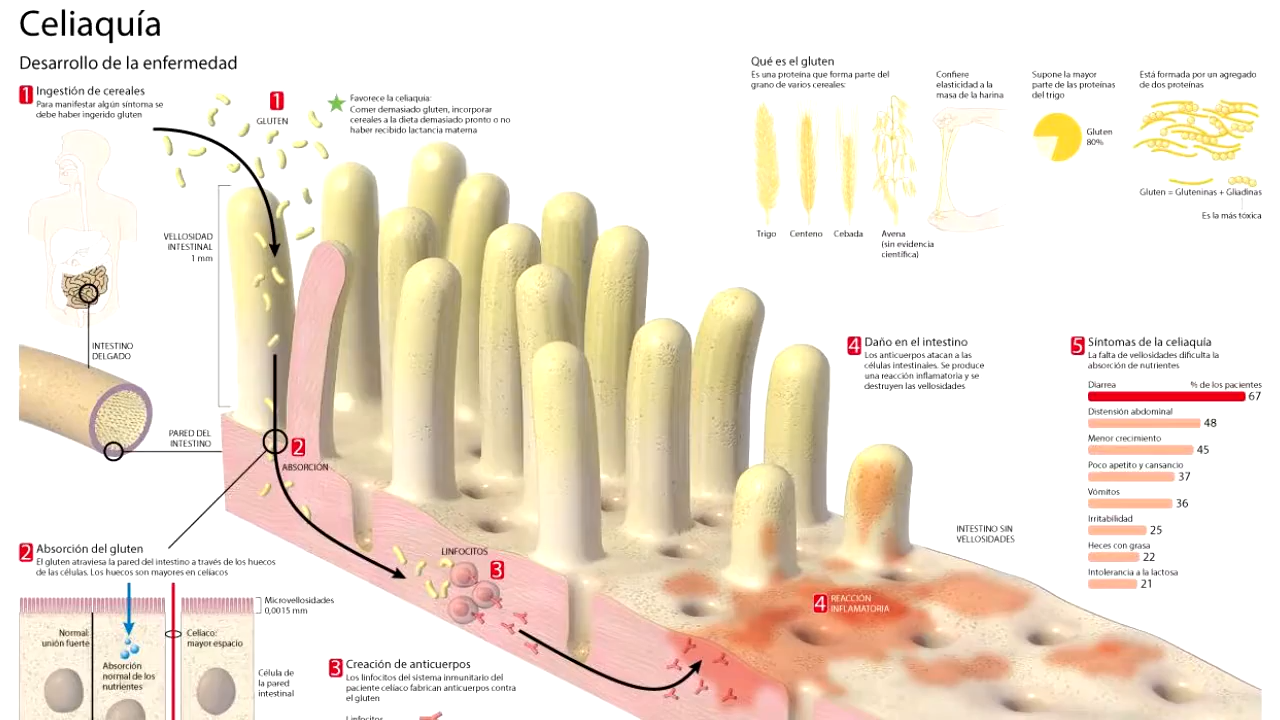 Celiaquía
Desarrollo de la enfermedad
1 Ingestión de cereales
Para manifestar algún síntoma se
debe haber ingerido gluten
1
GLUTEN
Favorece la celiaquia:
Comer demasiado gluten, incorporar
cereales a la dieta demasiado pronto o no
haber recibido lactancia materna
VELLOSIDAD
INTESTINAL
1 mm
INTESTINO
DELGADO
PARED DEL
INTESTINO
2
ABSORCIÓN
Qué es el gluten
Es una proteína que forma parte del
grano de varios cereales:
Trigo
Centeno
Cebada
Avena
(sin evidencia
científica)
Confiere
elasticidad a la
masa de la harina
Supone la mayor
parte de las proteínas
del trigo
Gluten
80%
Está formada por un agregado
de dos proteínas
Gluten = Gluteninas + Gliadinas
Es la más tóxica
4 Daño en el intestino
Los anticuerpos atacan a las
células intestinales. Se produce
una reacción inflamatoria y se
destruyen las vellosidades
5 Síntomas de la celiaquía
La falta de vellosidades dificulta la
absorción de nutrientes
Diarrea % de los pacientes
67
Distensión abdominal
48
Menor crecimiento
45
Poco apetito y cansancio
37
Vómitos
36
Irritabilidad
25
Heces con grasa
22
Intolerancia a la lactosa
21
INTESTINO SIN
VELLOSIDADES
4 REACCIÓN
INFLAMATORIA
LINFOCITOS
3
2 Absorción del gluten
El gluten atraviesa la pared del intestino a través de los huecos
de las células. Los huecos son mayores en celíacos
Microvellosidades
0,0015 mm
Normal:
unión fuerte
Absorción
normal de los
nutrientes
Celíaco:
mayor espacio
Célula de
la pared
intestinal
3 Creación de anticuerpos
Los linfocitos del sistema inmunitario del
paciente celíaco fabrican anticuerpos contra
el gluten
Linfocitos